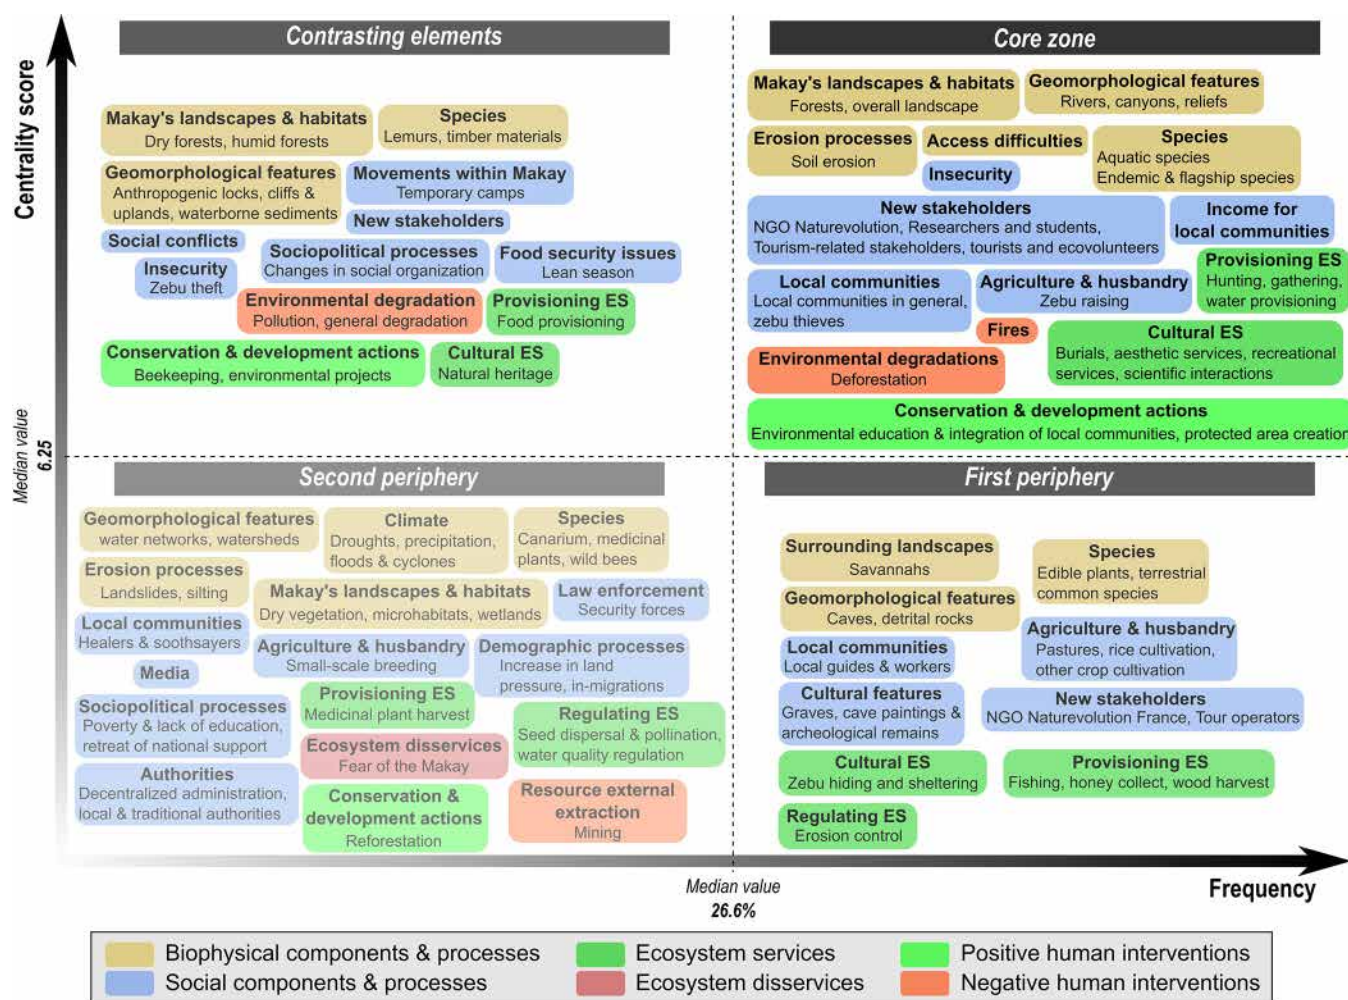 Contrasting elements
Core zone
Centrality score
Makay's landscapes & habitats
Dry forests, humid forests
Species
Lemurs, timber materials
Geomorphological features
Anthropogenic locks, cliffs &
uplands, waterborne sediments
Movements within Makay
Temporary camps
New stakeholders
Social conflicts
Sociopolitical processes
Changes in social organization
Food security issues
Lean season
Insecurity
Zebu theft
Environmental degradation
Pollution, general degradation
Provisioning ES
Food provisioning
Conservation & development actions
Beekeeping, environmental projects
Cultural ES
Natural heritage
Makay's landscapes & habitats
Forests, overall landscape
Geomorphological features
Rivers, canyons, reliefs
Erosion processes
Soil erosion
Access difficulties
Species
Aquatic species
Endemic & flagship species
Insecurity
New stakeholders
NGO Naturevolution, Researchers and students,
Tourism-related stakeholders, tourists and ecovolunteers
Income for
local communities
Provisioning ES
Hunting, gathering,
water provisioning
Local communities
Local communities in general,
zebu thieves
Agriculture & husbandry
Zebu raising
Fires
Cultural ES
Burials, aesthetic services, recreational
services, scientific interactions
Environmental degradations
Deforestation
Conservation & development actions
Environmental education & integration of local communities, protected area creation
Median value
6.25
Second periphery
First periphery
Geomorphological features
water networks, watersheds
Climate
Droughts, precipitation,
floods & cyclones
Species
Canarium, medicinal
plants, wild bees
Erosion processes
Landslides, silting
Makay's landscapes & habitats
Dry vegetation, microhabitats, wetlands
Law enforcement
Security forces
Local communities
Healers & soothsayers
Agriculture & husbandry
Small-scale breeding
Demographic processes
Increase in land
pressure, in-migrations
Media
Sociopolitical processes
Poverty & lack of education,
retreat of national support
Provisioning ES
Medicinal plant harvest
Regulating ES
Seed dispersal & pollination,
water quality regulation
Ecosystem disservices
Fear of the Makay
Authorities
Decentralized administration,
local & traditional authorities
Conservation &
development actions
Reforestation
Resource external
extraction
Mining
Surrounding landscapes
Savannahs
Species
Edible plants, terrestrial
common species
Geomorphological features
Caves, detrital rocks
Agriculture & husbandry
Pastures, rice cultivation,
other crop cultivation
Local communities
Local guides & workers
Cultural features
Graves, cave paintings &
archeological remains
New stakeholders
NGO Naturevolution France, Tour operators
Cultural ES
Zebu hiding and sheltering
Provisioning ES
Fishing, honey collect, wood harvest
Regulating ES
Erosion control
Median value
26.6%
Frequency
Biophysical components & processes
Ecosystem services
Positive human interventions
Social components & processes
Ecosystem disservices
Negative human interventions